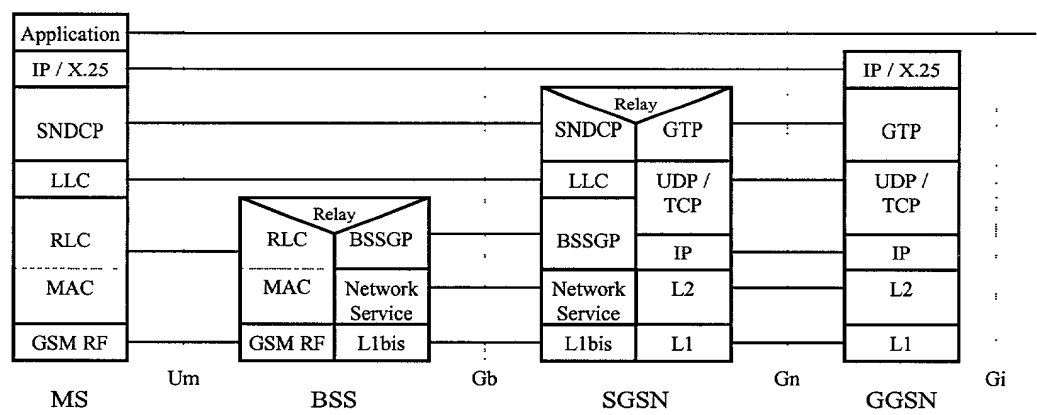 Application
IP / X.25
IP / X.25
Relay
SNDCP
SNDCP
GTP
GTP
LLC
LLC
UDP /
TCP
UDP /
TCP
Relay
RLC
RLC
BSSGP
BSSGP
IP
IP
MAC
MAC
Network
Service
Network
Service
L2
L2
GSM RF
GSM RF
L1bis
L1bis
L1
L1
Um
Gb
Gn
Gi
MS
BSS
SGSN
GGSN